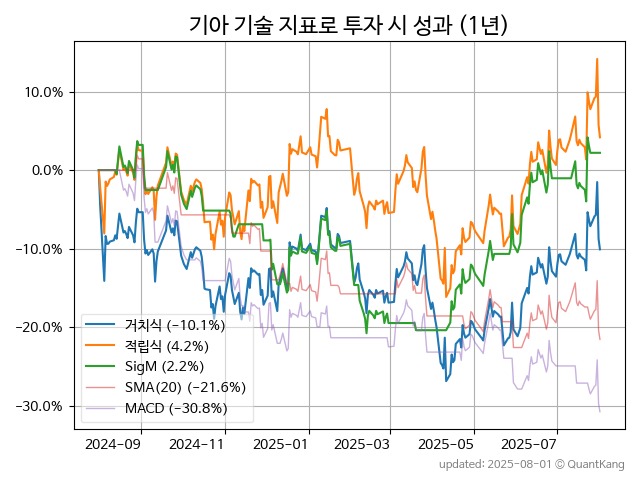 기아 기술 지표로 투자 시 성과 (1년)
10.0%
0.0%
−10.0%
−20.0%
−30.0%
거치식 (−10.1%)
적립식 (4.2%)
SigM (2.2%)
SMA(20) (−21.6%)
MACD (−30.8%)
2024-09 2024-11 2025-01 2025-03 2025-05 2025-07
updated: 2025-08-01 © QuantKang